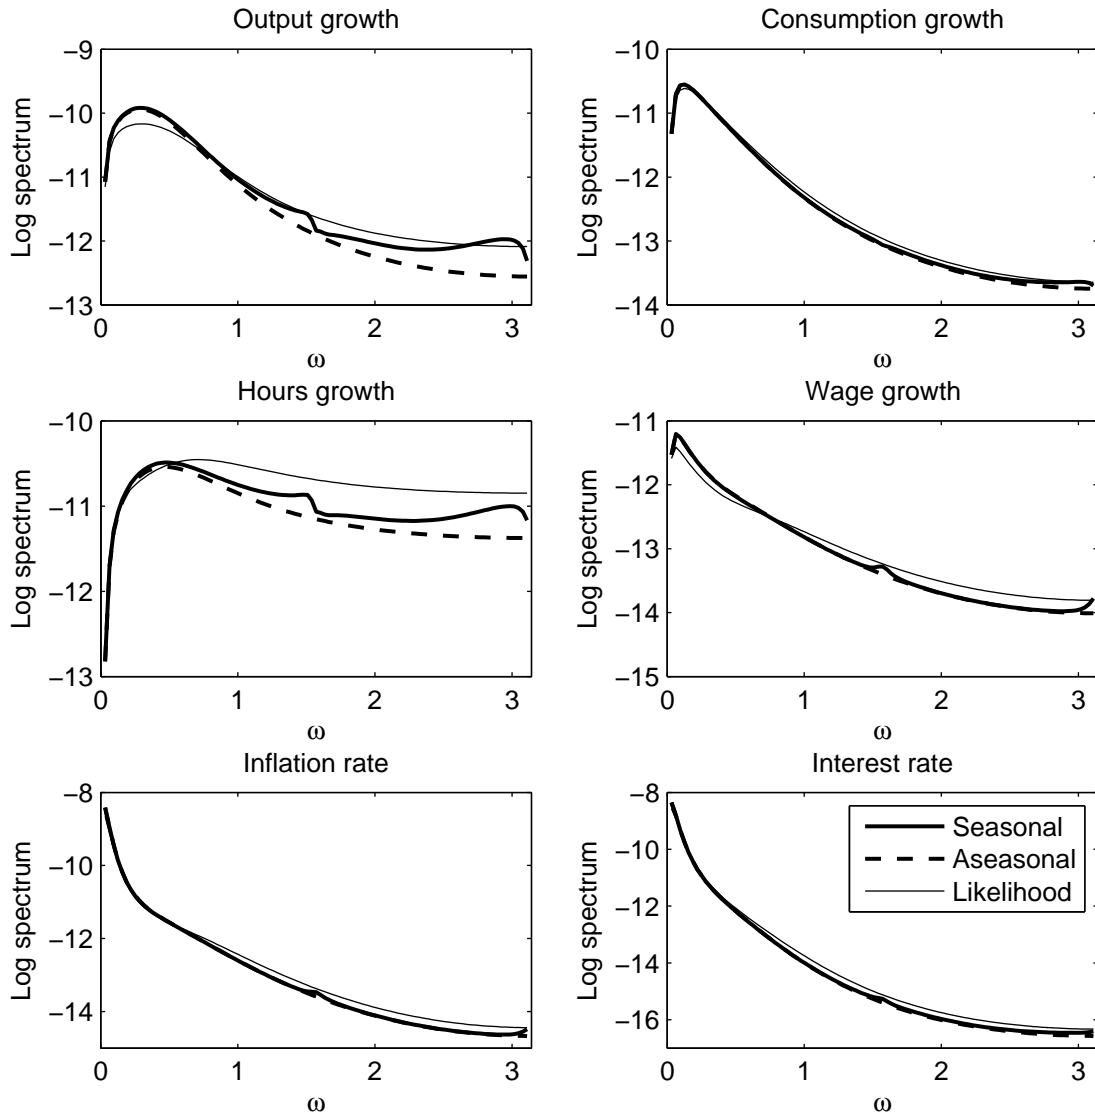 Output growth
Log spectrum
−9
−10
−11
−12
−13
0 1 2 3
ω
Consumption growth
Log spectrum
−10
−11
−12
−13
−14
0 1 2 3
ω
Hours growth
Log spectrum
−10
−11
−12
−13
0 1 2 3
ω
Wage growth
Log spectrum
−11
−12
−13
−14
−15
0 1 2 3
ω
Inflation rate
Log spectrum
−8
−10
−12
−14
0 1 2 3
ω
Interest rate
Log spectrum
−8
−10
−12
−14
−16
0 1 2 3
ω
Seasonal
Aseasonal
Likelihood